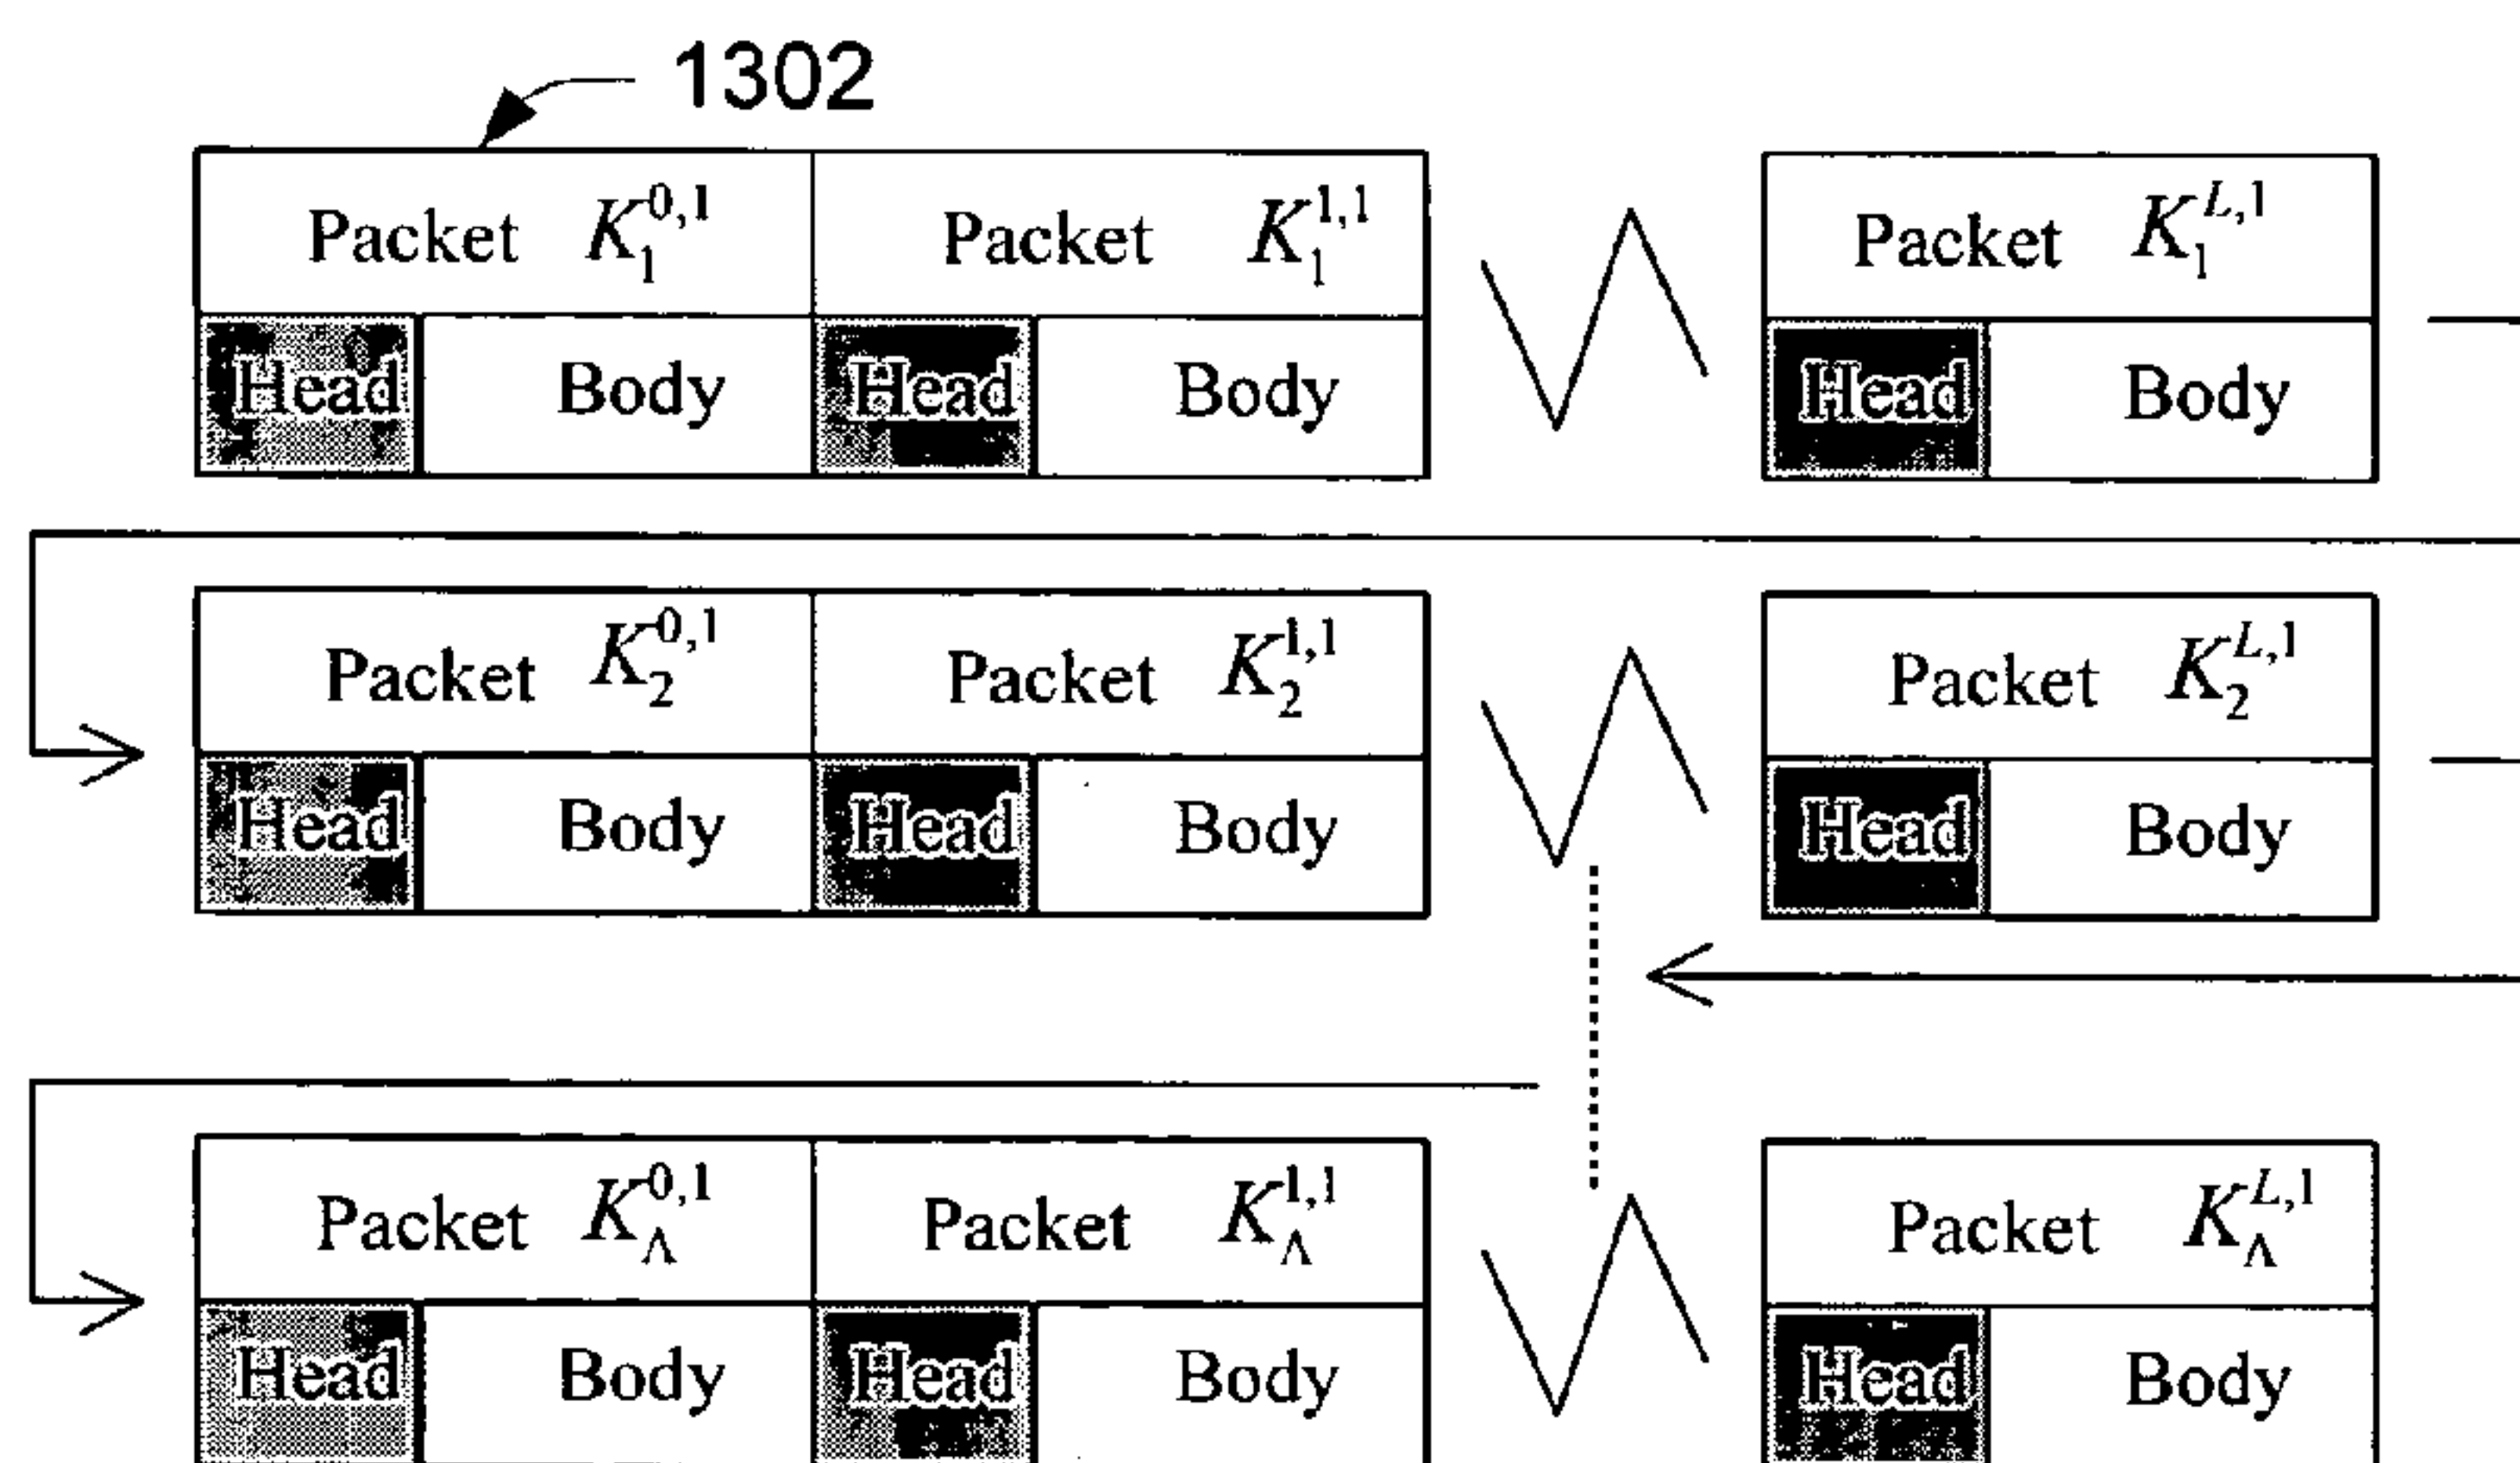 1302
Packet K_1^{0,1} Packet K_1^{1,1} Packet K_1^{L,1}
Head Body Head Body Head Body
Packet K_2^{0,1} Packet K_2^{1,1} Packet K_2^{L,1}
Head Body Head Body Head Body
Packet K_Λ^{0,1} Packet K_Λ^{1,1} Packet K_Λ^{L,1}
Head Body Head Body Head Body